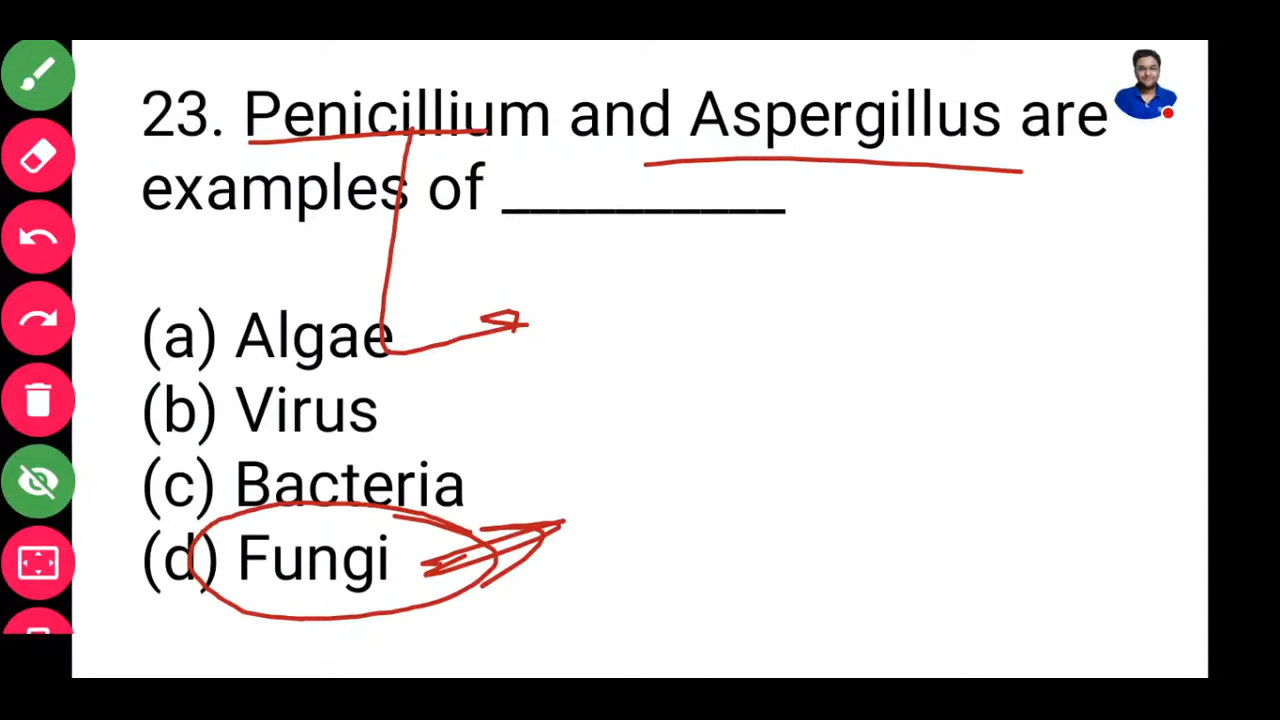 23. Penicillium and Aspergillus are
examples of __________
(a) Algae
(b) Virus
(c) Bacteria
(d) Fungi